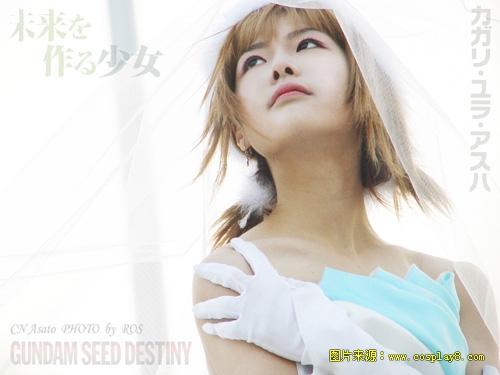 未来を
作る少女
カガリ・ユラ・アスハ
CN Asato PHOTO by ROS
GUNDAM SEED DESTINY
图片来源：www.cosplay8.com